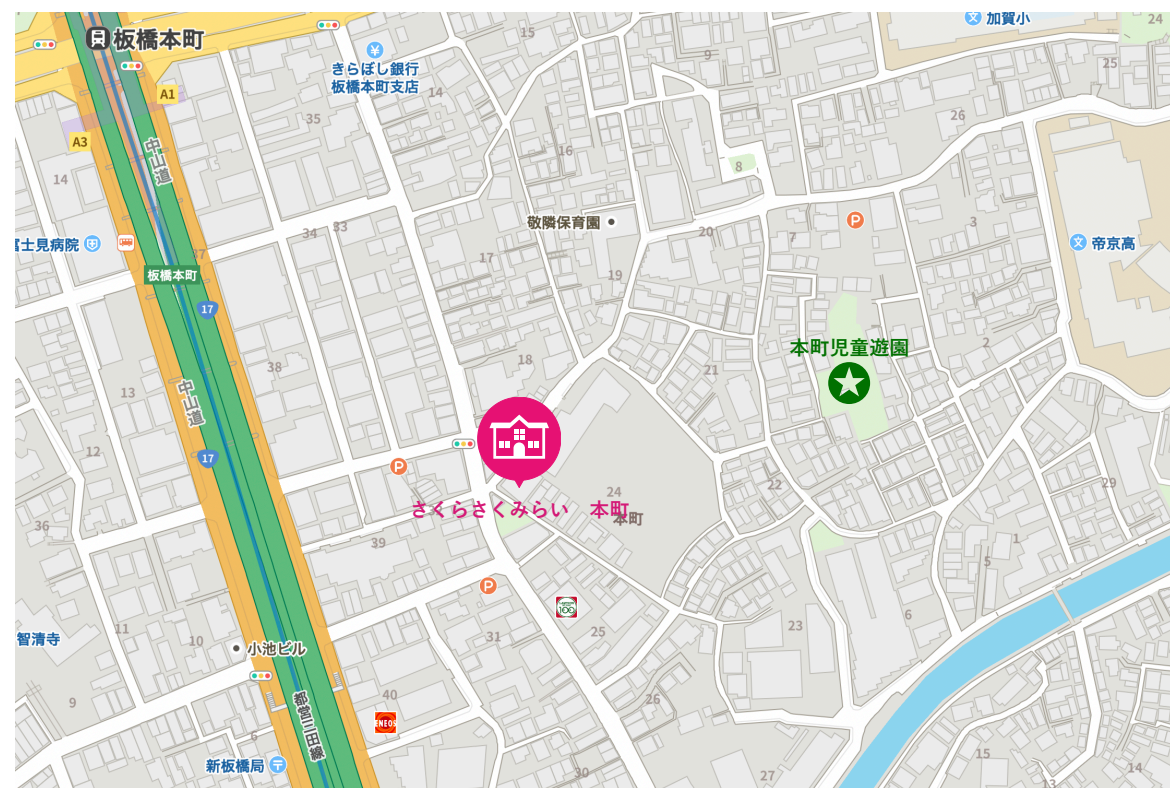 加賀小
24
15
板橋本町
9
きらぼし銀行
板橋本町支店
25
A1
14
35
26
A3
中山道
16
8
14
敬隣保育園
P
3
33
34
20
7
富士見病院
帝京高
37
17
板橋本町
19
17
2
本町児童遊園
18
38
21
13
中山道
12
17
P
22
29
24
さくらさくみらい 本町
本町
36
39
1
5
P
100
6
11
23
25
31
智清寺
10
小池ビル
40
26
9
ENEOS
都営三田線
6
15
新板橋局
30
27
14
13